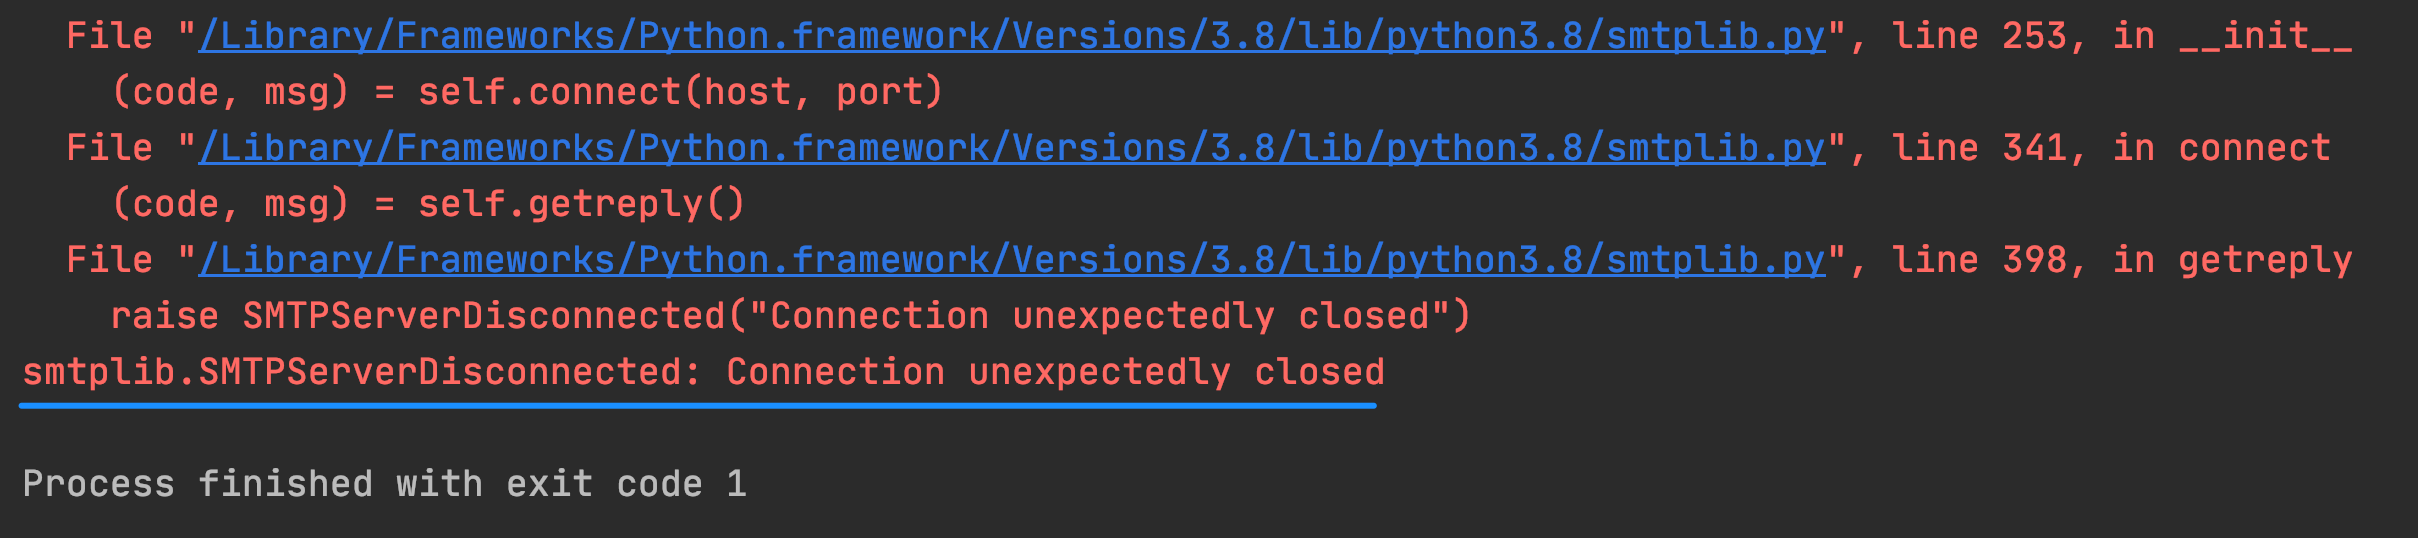 File "/Library/Frameworks/Python.framework/Versions/3.8/lib/python3.8/smtplib.py", line 253, in __init__
(code, msg) = self.connect(host, port)
File "/Library/Frameworks/Python.framework/Versions/3.8/lib/python3.8/smtplib.py", line 341, in connect
(code, msg) = self.getreply()
File "/Library/Frameworks/Python.framework/Versions/3.8/lib/python3.8/smtplib.py", line 398, in getreply
raise SMTPServerDisconnected("Connection unexpectedly closed")
smtplib.SMTPServerDisconnected: Connection unexpectedly closed
Process finished with exit code 1